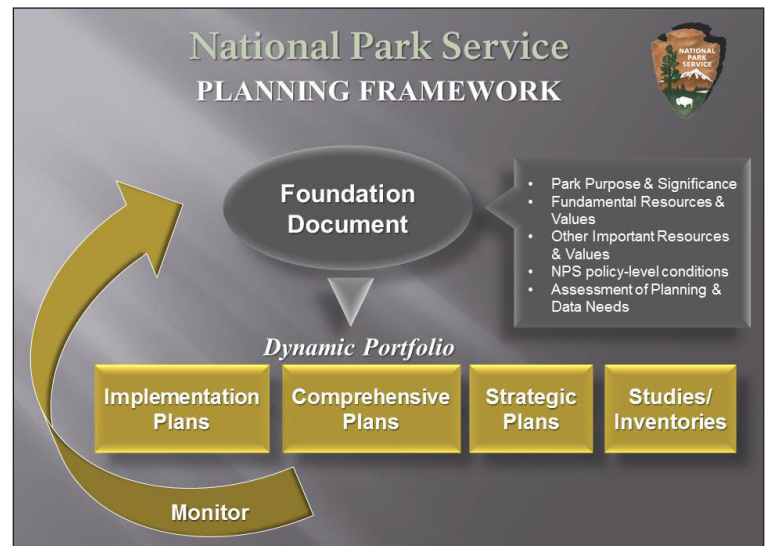 National Park Service
PLANNING FRAMEWORK
NATIONAL
PARK
SERVICE
Foundation
Document
• Park Purpose & Significance
• Fundamental Resources &
Values
• Other Important Resources
& Values
• NPS policy-level conditions
• Assessment of Planning &
Data Needs
Dynamic Portfolio
Implementation
Plans
Comprehensive
Plans
Strategic
Plans
Studies/
Inventories
Monitor